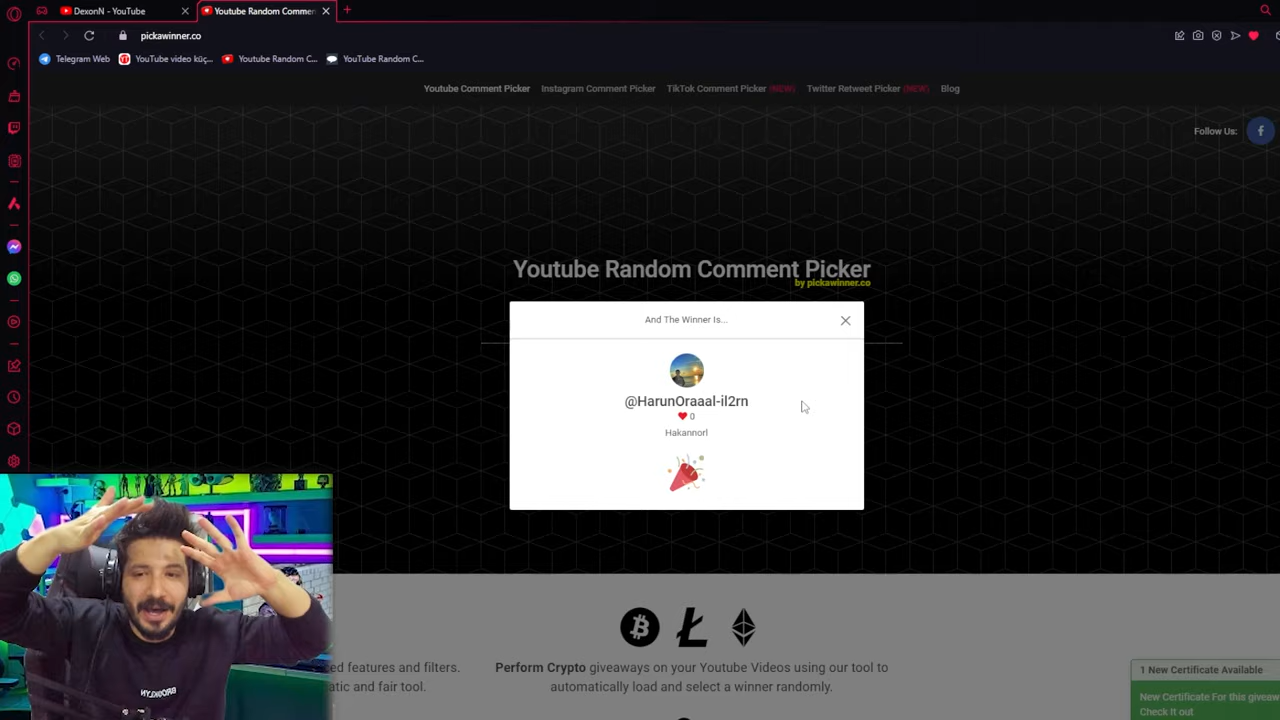 DexonN - YouTube
Youtube Random Commen
pickawinner.co
Telegram Web
YouTube video küç...
Youtube Random C...
YouTube Random C...
Youtube Comment Picker
Instagram Comment Picker
TikTok Comment Picker (NEW)
Twitter Retweet Picker (NEW)
Blog
Follow Us:
Youtube Random Comment Picker
by pickawinner.co
And The Winner Is...
@HarunOraaal-il2rn
0
Hakannorl
ed features and filters.
atic and fair tool.
Perform Crypto giveaways on your Youtube Videos using our tool to
automatically load and select a winner randomly.
1 New Certificate Available
New Certificate For this giveaw
Check It out